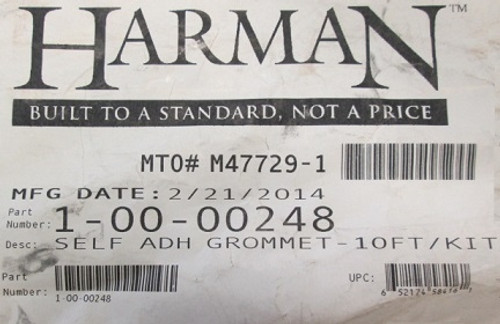 HARMAN™
BUILT TO A STANDARD, NOT A PRICE
MTO# M47729-1
MFG DATE: 2/21/2014
Part Number: 1-00-00248
Desc: SELF ADH GROMMET-10FT/KIT
Part Number: 1-00-00248
UPC: